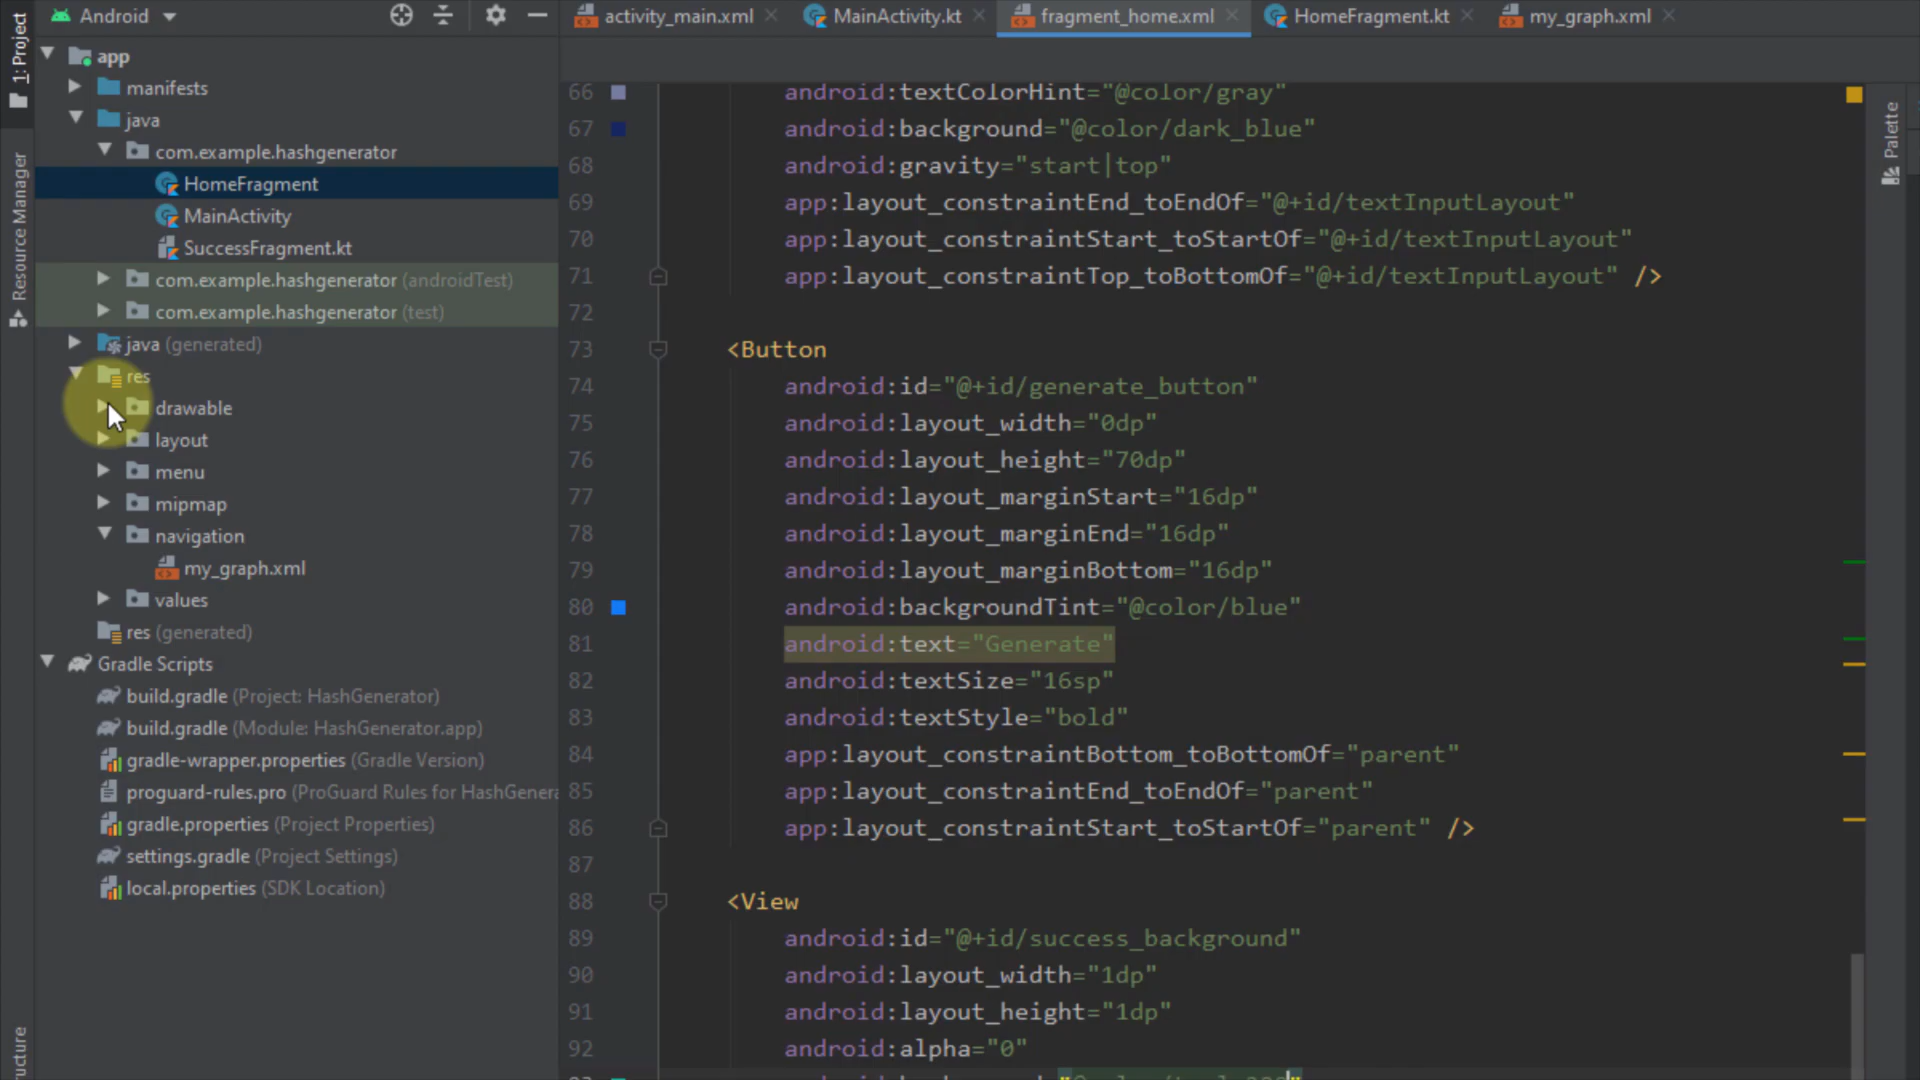 Android
activity_main.xml
MainActivity.kt
fragment_home.xml
HomeFragment.kt
my_graph.xml
1: Project
Resource Manager
app
manifests
java
com.example.hashgenerator
HomeFragment
MainActivity
SuccessFragment.kt
com.example.hashgenerator (androidTest)
com.example.hashgenerator (test)
java (generated)
res
drawable
layout
menu
mipmap
navigation
my_graph.xml
values
res (generated)
Gradle Scripts
build.gradle (Project: HashGenerator)
build.gradle (Module: HashGenerator.app)
gradle-wrapper.properties (Gradle Version)
proguard-rules.pro (ProGuard Rules for HashGenera
gradle.properties (Project Properties)
settings.gradle (Project Settings)
local.properties (SDK Location)
ucture
66 android:textColorHint="@color/gray"
67 android:background="@color/dark_blue"
68 android:gravity="start|top"
69 app:layout_constraintEnd_toEndOf="@+id/textInputLayout"
70 app:layout_constraintStart_toStartOf="@+id/textInputLayout"
71 app:layout_constraintTop_toBottomOf="@+id/textInputLayout" />
72
73 <Button
74 android:id="@+id/generate_button"
75 android:layout_width="0dp"
76 android:layout_height="70dp"
77 android:layout_marginStart="16dp"
78 android:layout_marginEnd="16dp"
79 android:layout_marginBottom="16dp"
80 android:backgroundTint="@color/blue"
81 android:text="Generate"
82 android:textSize="16sp"
83 android:textStyle="bold"
84 app:layout_constraintBottom_toBottomOf="parent"
85 app:layout_constraintEnd_toEndOf="parent"
86 app:layout_constraintStart_toStartOf="parent" />
87
88 <View
89 android:id="@+id/success_background"
90 android:layout_width="1dp"
91 android:layout_height="1dp"
92 android:alpha="0"
Palette